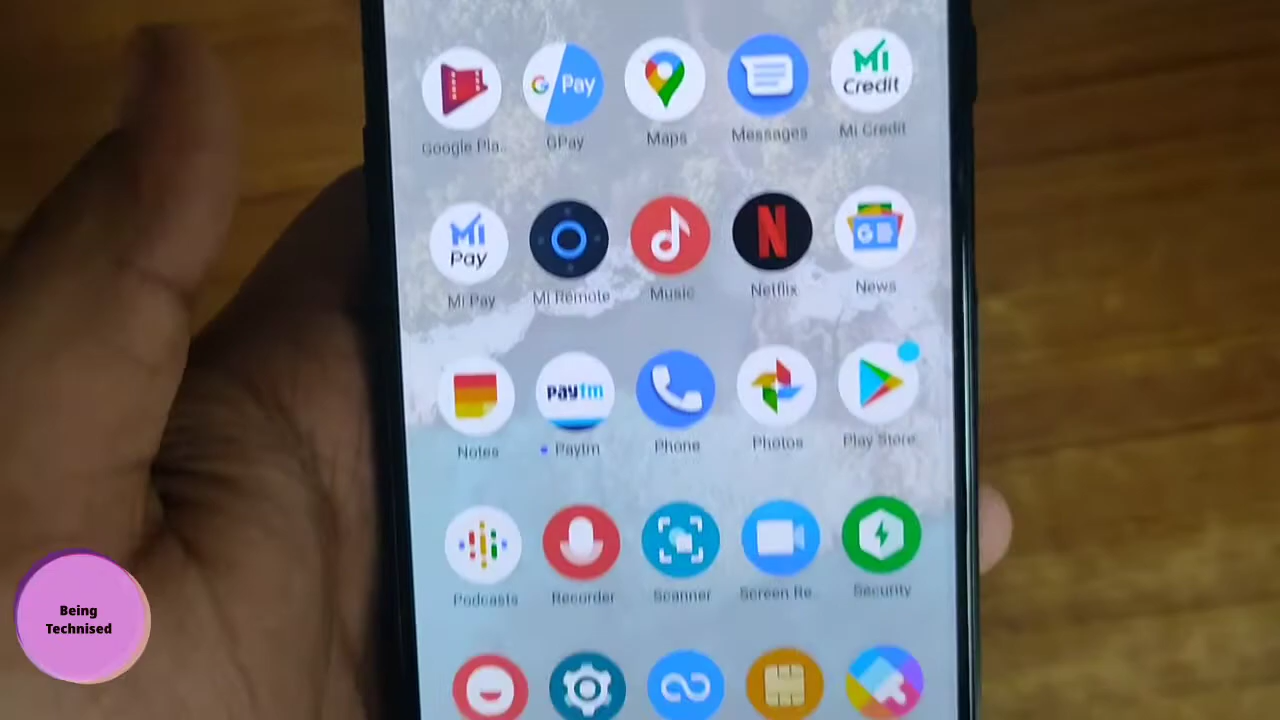 G Pay
Mi
Credit
Google Pla..
GPay
Maps
Messages
Mi Credit
Mi
Pay
N
G
Mi Pay
Mi Remote
Music
Netflix
News
paytm
Notes
Paytm
Phone
Photos
Play Store
Podcasts
Recorder
Scanner
Screen Re..
Security
Being
Technised